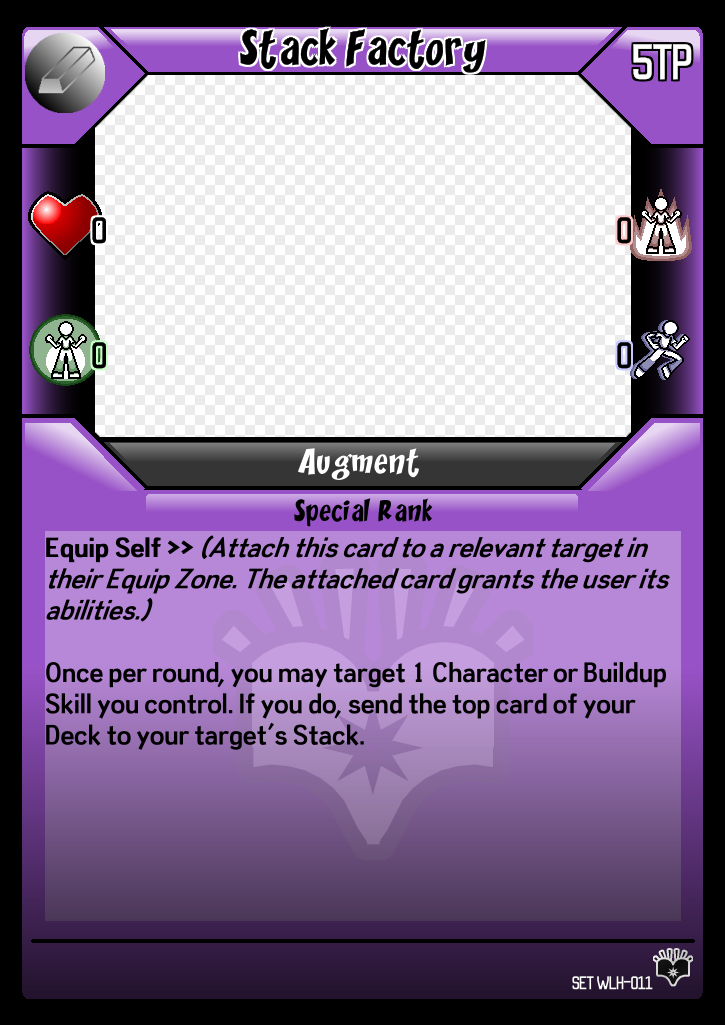 Stack Factory
5TP
0
0
0
0
Augment
Special Rank
Equip Self >> (Attach this card to a relevant target in
their Equip Zone. The attached card grants the user its
abilities.)
Once per round, you may target 1 Character or Buildup
Skill you control. If you do, send the top card of your
Deck to your target's Stack.
SET WLH-011